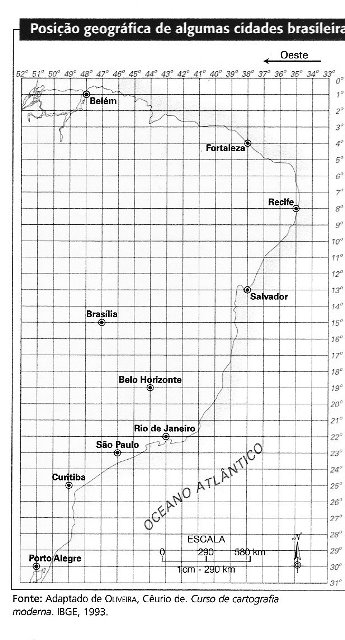 Posição geográfica de algumas cidades brasileira
Oeste
52° 51° 50° 49° 48° 47° 46° 45° 44° 43° 42° 41° 40° 39° 38° 37° 36° 35° 34° 33°
0°
1°
Belém
2°
3°
4°
Fortaleza
5°
6°
7°
Recife
8°
9°
10°
11°
12°
13°
Salvador
14°
Brasília
15°
16°
17°
18°
Belo Horizonte
19°
20°
21°
Rio de Janeiro
22°
São Paulo
23°
24°
Curitiba
25°
26°
OCEANO ATLÂNTICO
27°
28°
ESCALA
0 290 580 km
1cm - 290 km
29°
Porto Alegre
30°
31°
Fonte: Adaptado de OLIVEIRA, Cêurio de. Curso de cartografia
moderna. IBGE, 1993.